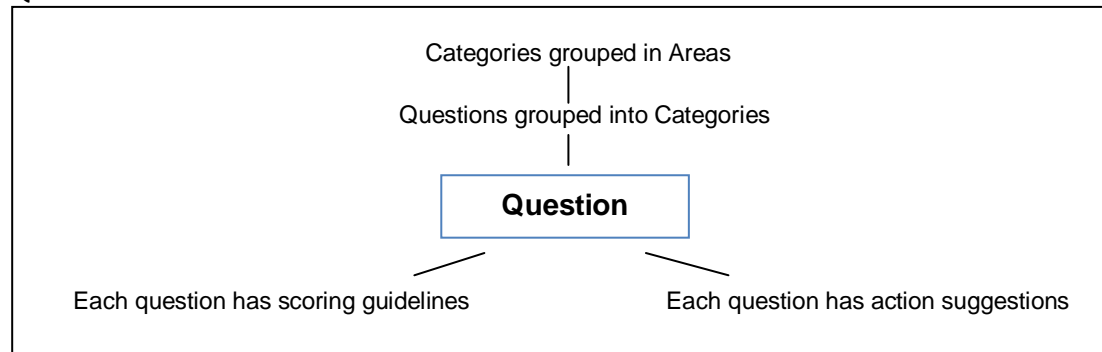 Categories grouped in Areas
Questions grouped into Categories
Question
Each question has scoring guidelines
Each question has action suggestions